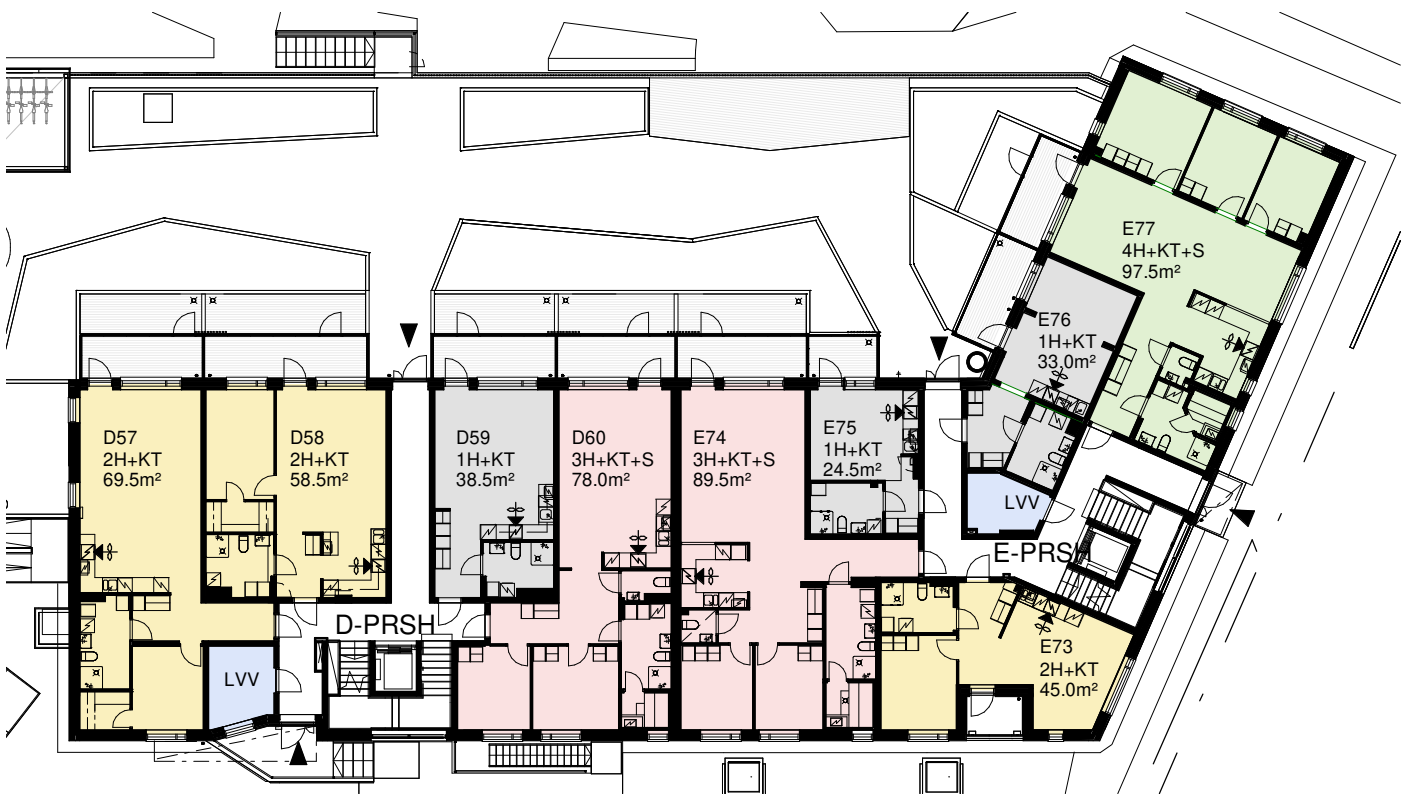 E77
4H+KT+S
97.5m²
E76
1H+KT
33.0m²
D57
2H+KT
69.5m²
D58
2H+KT
58.5m²
D59
1H+KT
38.5m²
D60
3H+KT+S
78.0m²
E74
3H+KT+S
89.5m²
E75
1H+KT
24.5m²
LVV
E-PRSH
D-PRSH
LVV
E73
2H+KT
45.0m²